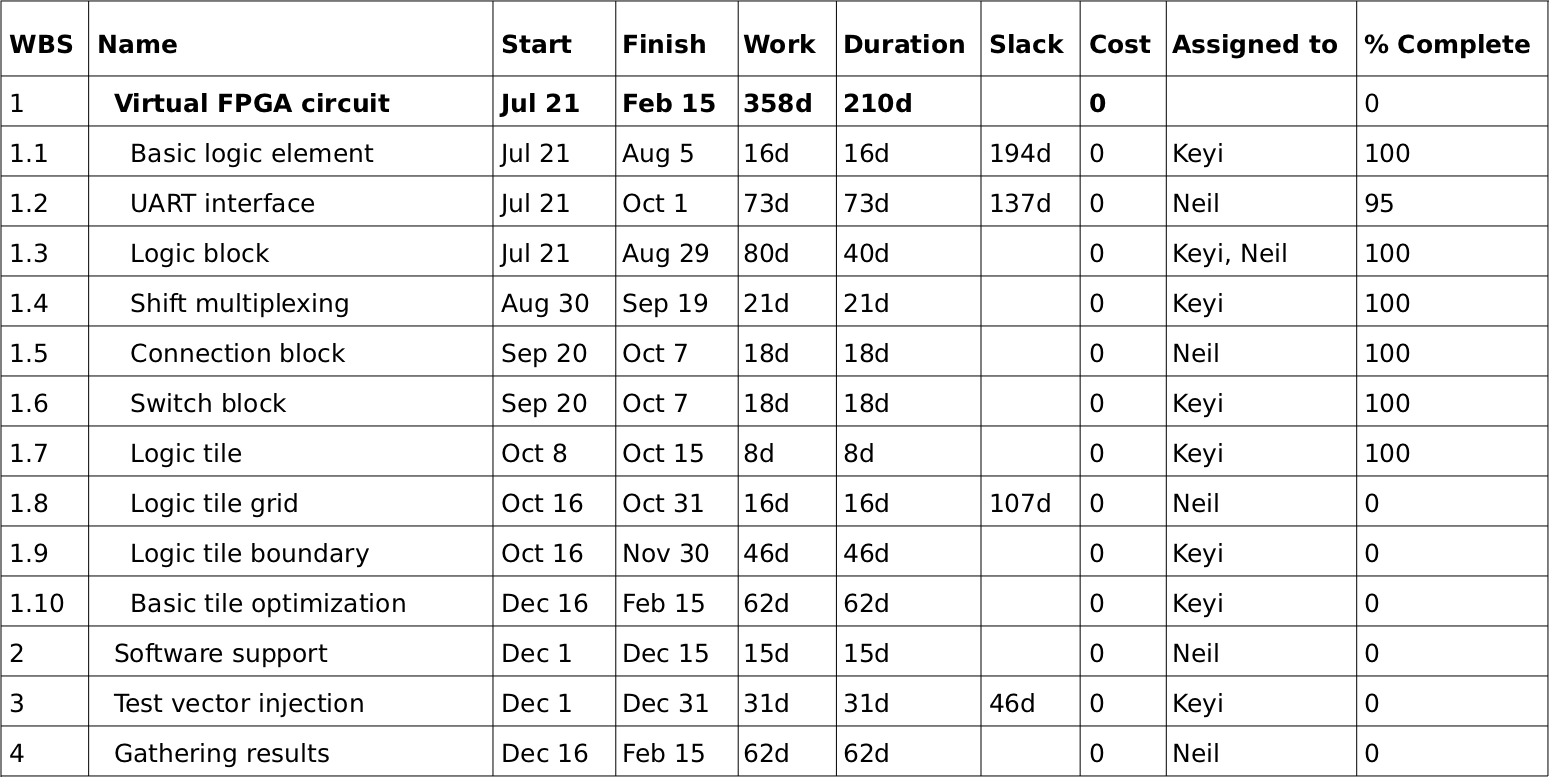 WBS Name Start Finish Work Duration Slack Cost Assigned to % Complete
1 Virtual FPGA circuit Jul 21 Feb 15 358d 210d 0 0
1.1 Basic logic element Jul 21 Aug 5 16d 16d 194d 0 Keyi 100
1.2 UART interface Jul 21 Oct 1 73d 73d 137d 0 Neil 95
1.3 Logic block Jul 21 Aug 29 80d 40d 0 Keyi, Neil 100
1.4 Shift multiplexing Aug 30 Sep 19 21d 21d 0 Keyi 100
1.5 Connection block Sep 20 Oct 7 18d 18d 0 Neil 100
1.6 Switch block Sep 20 Oct 7 18d 18d 0 Keyi 100
1.7 Logic tile Oct 8 Oct 15 8d 8d 0 Keyi 100
1.8 Logic tile grid Oct 16 Oct 31 16d 16d 107d 0 Neil 0
1.9 Logic tile boundary Oct 16 Nov 30 46d 46d 0 Keyi 0
1.10 Basic tile optimization Dec 16 Feb 15 62d 62d 0 Keyi 0
2 Software support Dec 1 Dec 15 15d 15d 0 Neil 0
3 Test vector injection Dec 1 Dec 31 31d 31d 46d 0 Keyi 0
4 Gathering results Dec 16 Feb 15 62d 62d 0 Neil 0